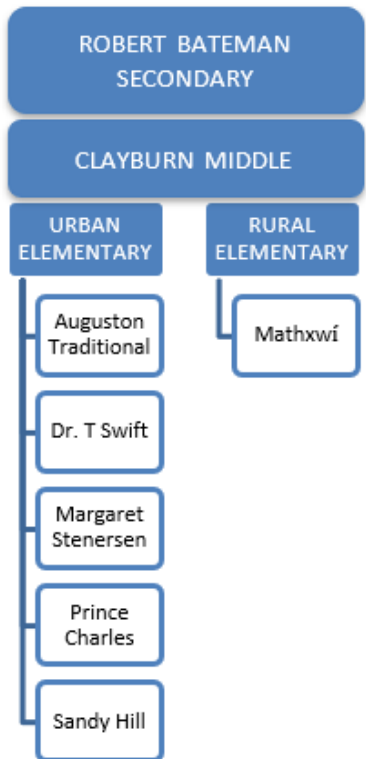 ROBERT BATEMAN
SECONDARY
CLAYBURN MIDDLE
URBAN
ELEMENTARY
Auguston
Traditional
Dr. T Swift
Margaret
Stenersen
Prince
Charles
Sandy Hill
RURAL
ELEMENTARY
Mathxwí